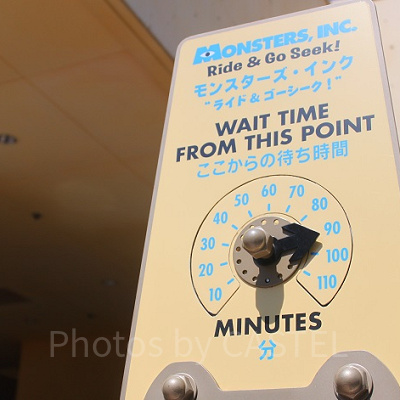 MONSTERS, INC.
Ride & Go Seek!
モンスターズ・インク
"ライド&ゴーシーク!"
WAIT TIME
FROM THIS POINT
ここからの待ち時間
10
20
30
40
50
60
70
80
90
100
110
MINUTES
分
Photos by CASTEL